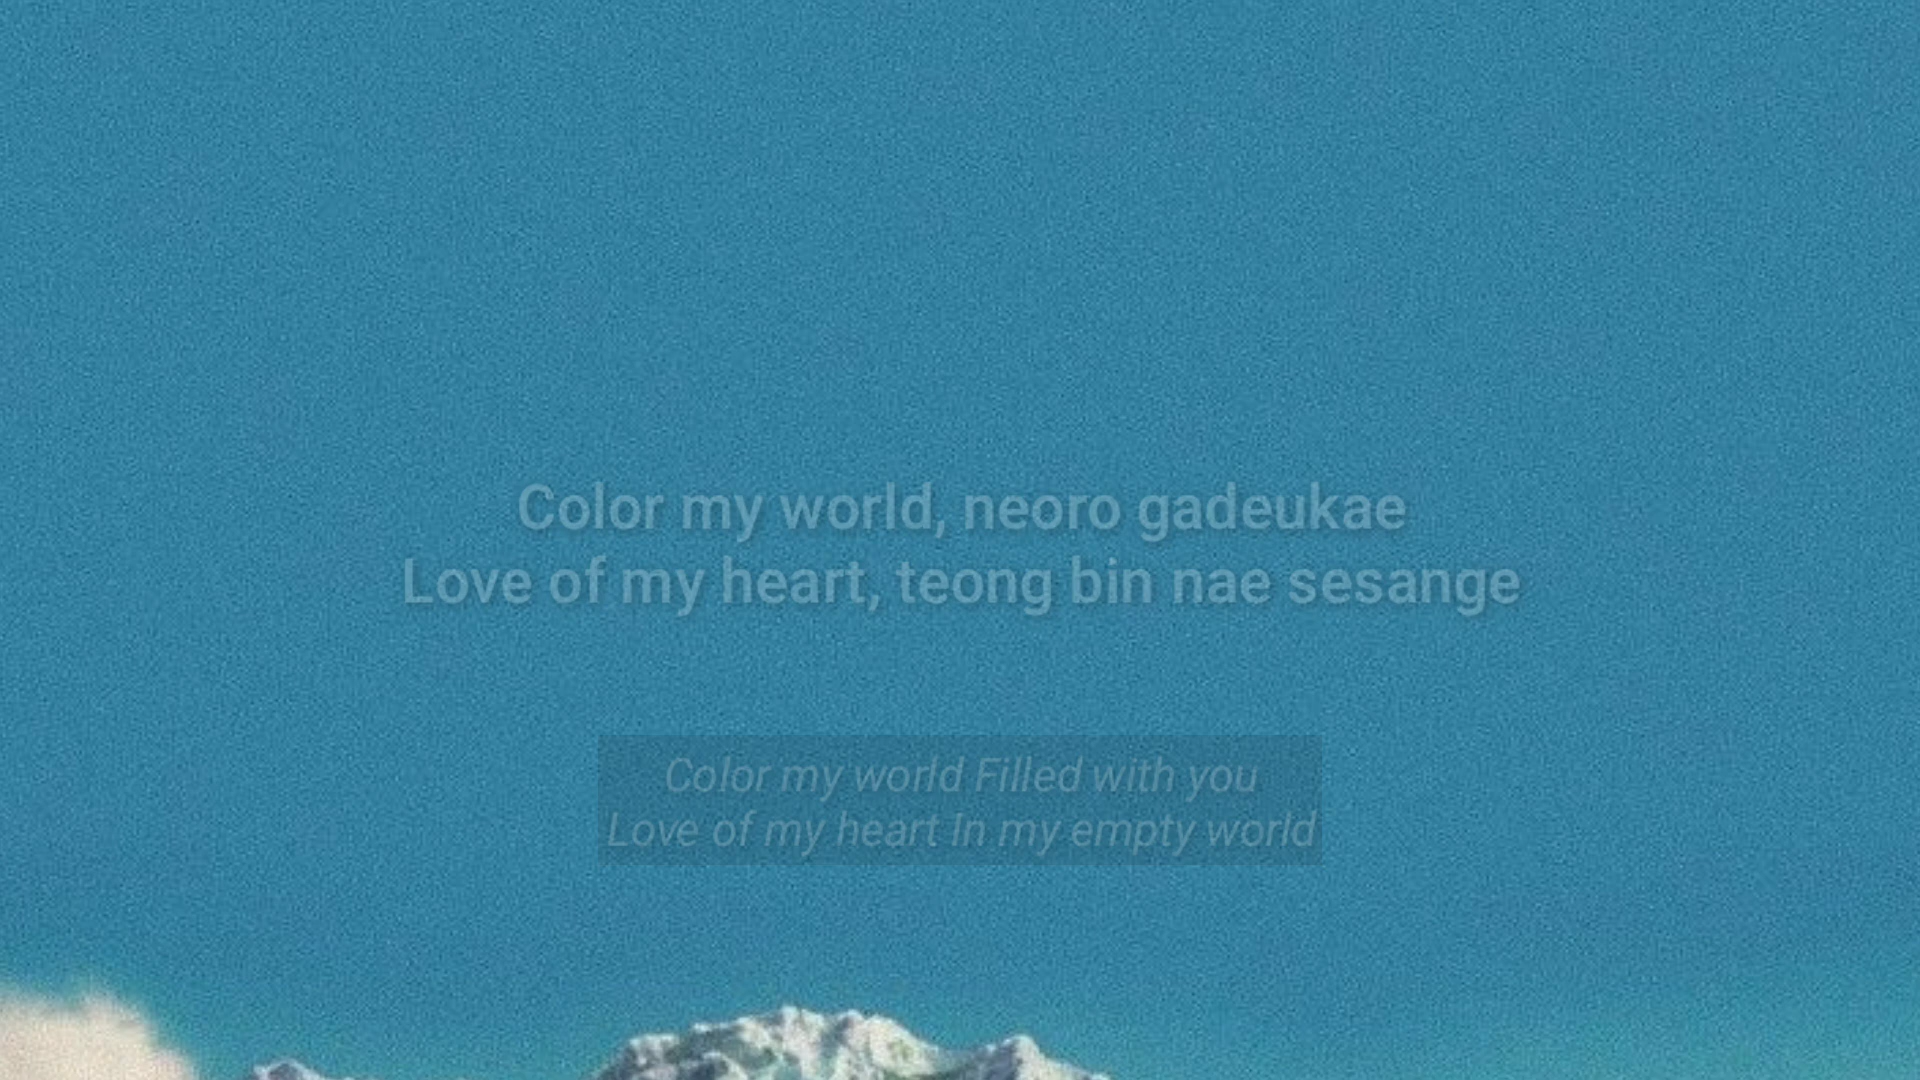 Color my world, neoro gadeukae
Love of my heart, teong bin nae sesange
Color my world Filled with you
Love of my heart In my empty world